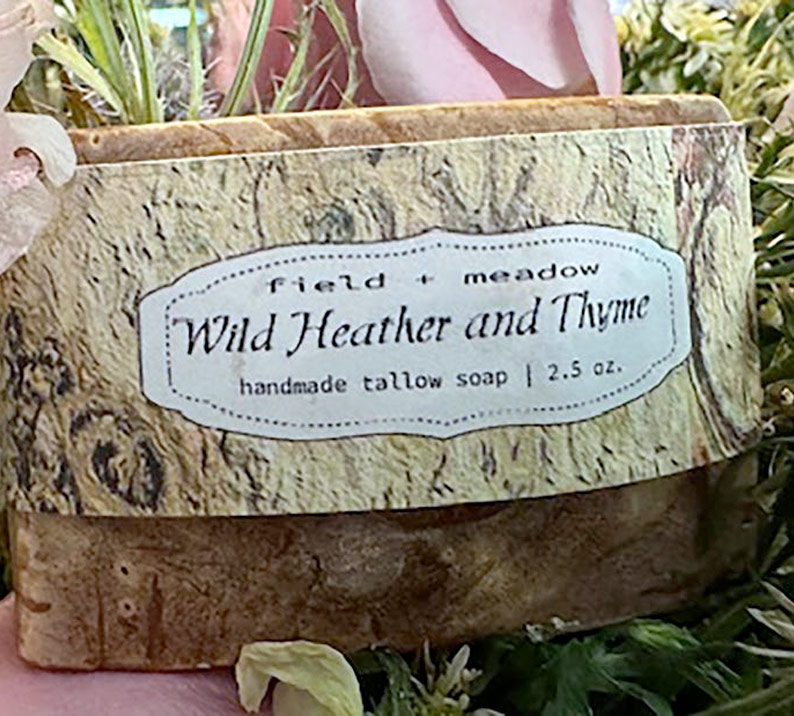 field + meadow
Wild Heather and Thyme
handmade tallow soap | 2.5 oz.